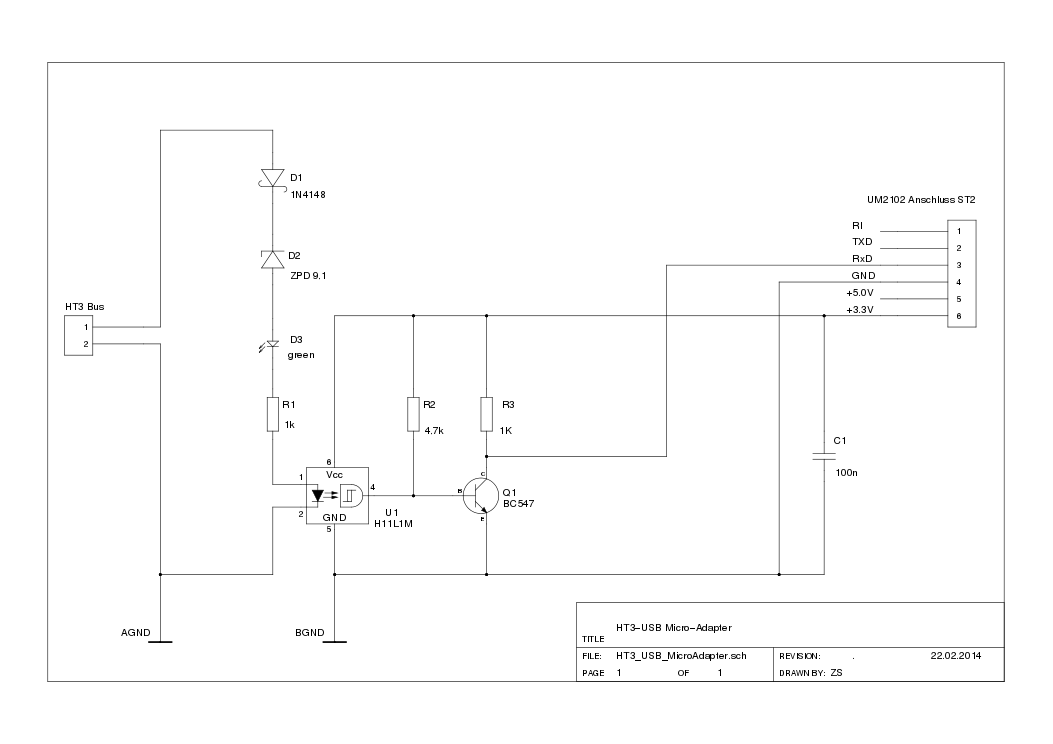 D1
1N4148
UM2102 Anschluss ST2
RI 1
TXD 2
RxD 3
GND 4
+5.0V 5
+3.3V 6
D2
ZPD 9.1
HT3 Bus
1
2
D3
green
R1
1k
R2
4.7k
R3
1K
C1
100n
6
Vcc
1
4
2
GND
5
U1
H11L1M
C
B
E
Q1
BC547
AGND
BGND
HT3-USB Micro-Adapter
TITLE
FILE: HT3_USB_MicroAdapter.sch REVISION: . 22.02.2014
PAGE 1 OF 1 DRAWN BY: ZS